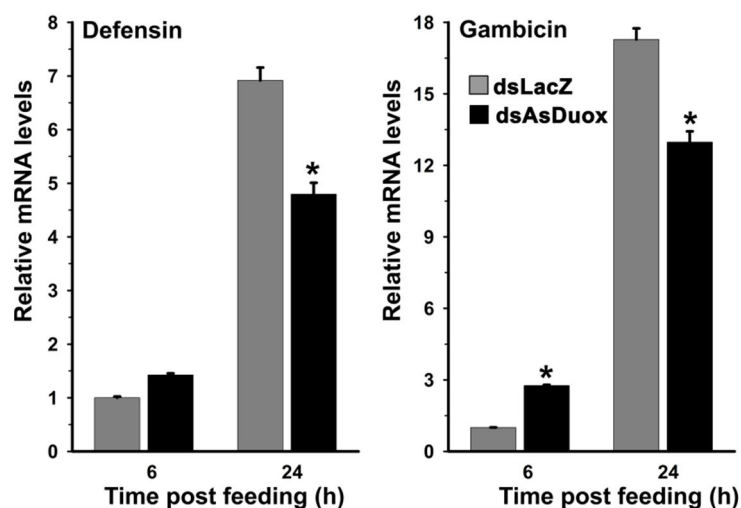 Defensin
Relative mRNA levels
8
7
6
5
4
3
2
1
0
*
6
24
Time post feeding (h)
Gambicin
dsLacZ
dsAsDuox
Relative mRNA levels
18
15
12
9
6
3
0
*
*
6
24
Time post feeding (h)